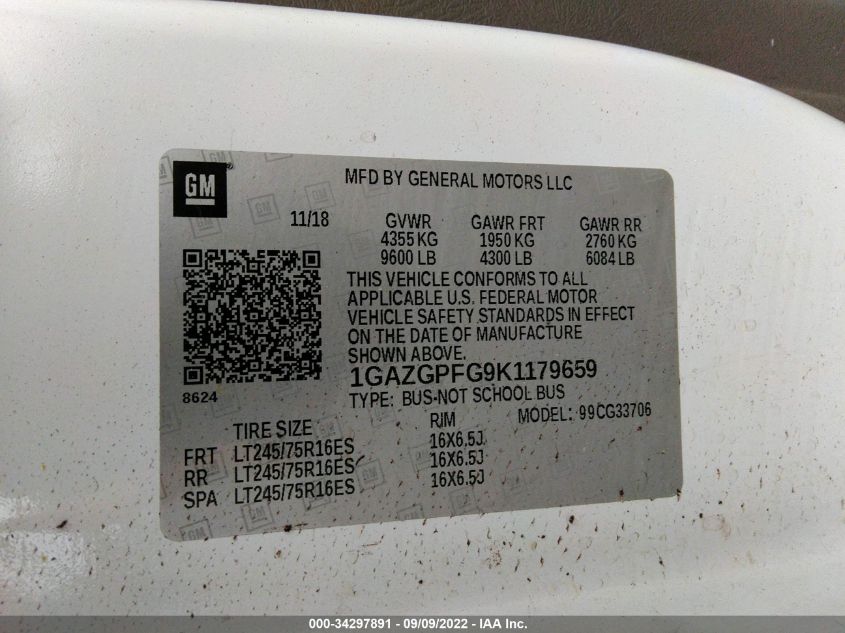 GM
MFD BY GENERAL MOTORS LLC
11/18 GVWR GAWR FRT GAWR RR
4355 KG 1950 KG 2760 KG
9600 LB 4300 LB 6084 LB
THIS VEHICLE CONFORMS TO ALL
APPLICABLE U.S. FEDERAL MOTOR
VEHICLE SAFETY STANDARDS IN EFFECT
ON THE DATE OF MANUFACTURE
SHOWN ABOVE.
8624
1GAZGPFG9K1179659
TYPE: BUS-NOT SCHOOL BUS
MODEL: 99CG33706
TIRE SIZE RIM
FRT LT245/75R16ES 16X6.5J
RR LT245/75R16ES 16X6.5J
SPA LT245/75R16ES 16X6.5J
000-34297891 - 09/09/2022 - IAA Inc.